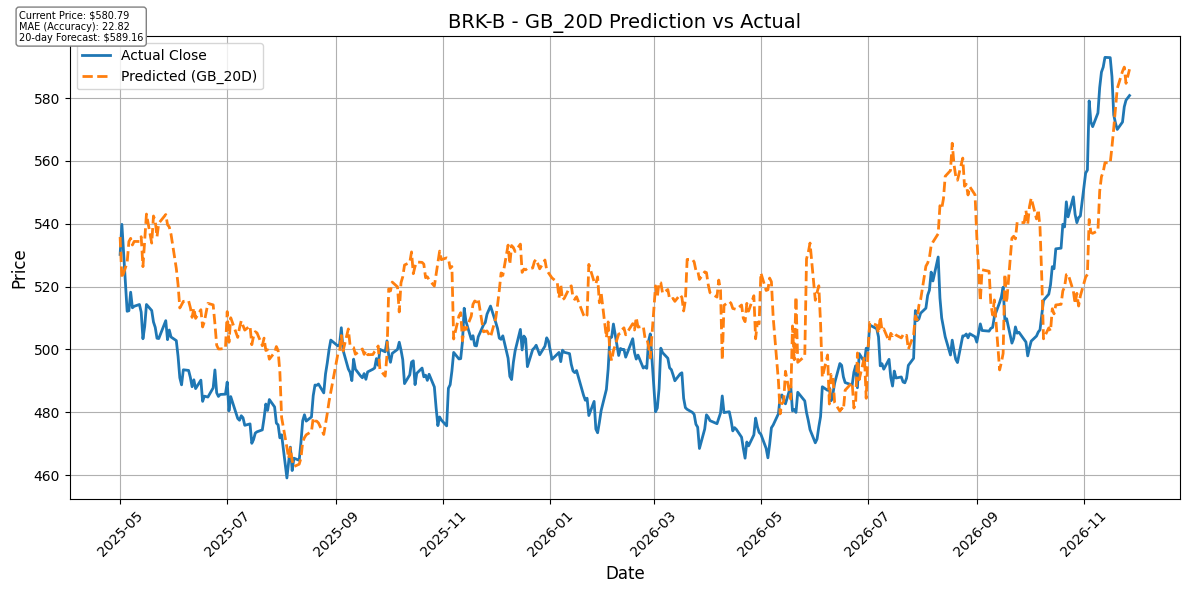 BRK-B - GB_20D Prediction vs Actual
Current Price: $580.79
MAE (Accuracy): 22.82
20-day Forecast: $589.16
Actual Close
Predicted (GB_20D)
Price
580
560
540
520
500
480
460
2025-05
2025-07
2025-09
2025-11
2026-01
2026-03
2026-05
2026-07
2026-09
2026-11
Date